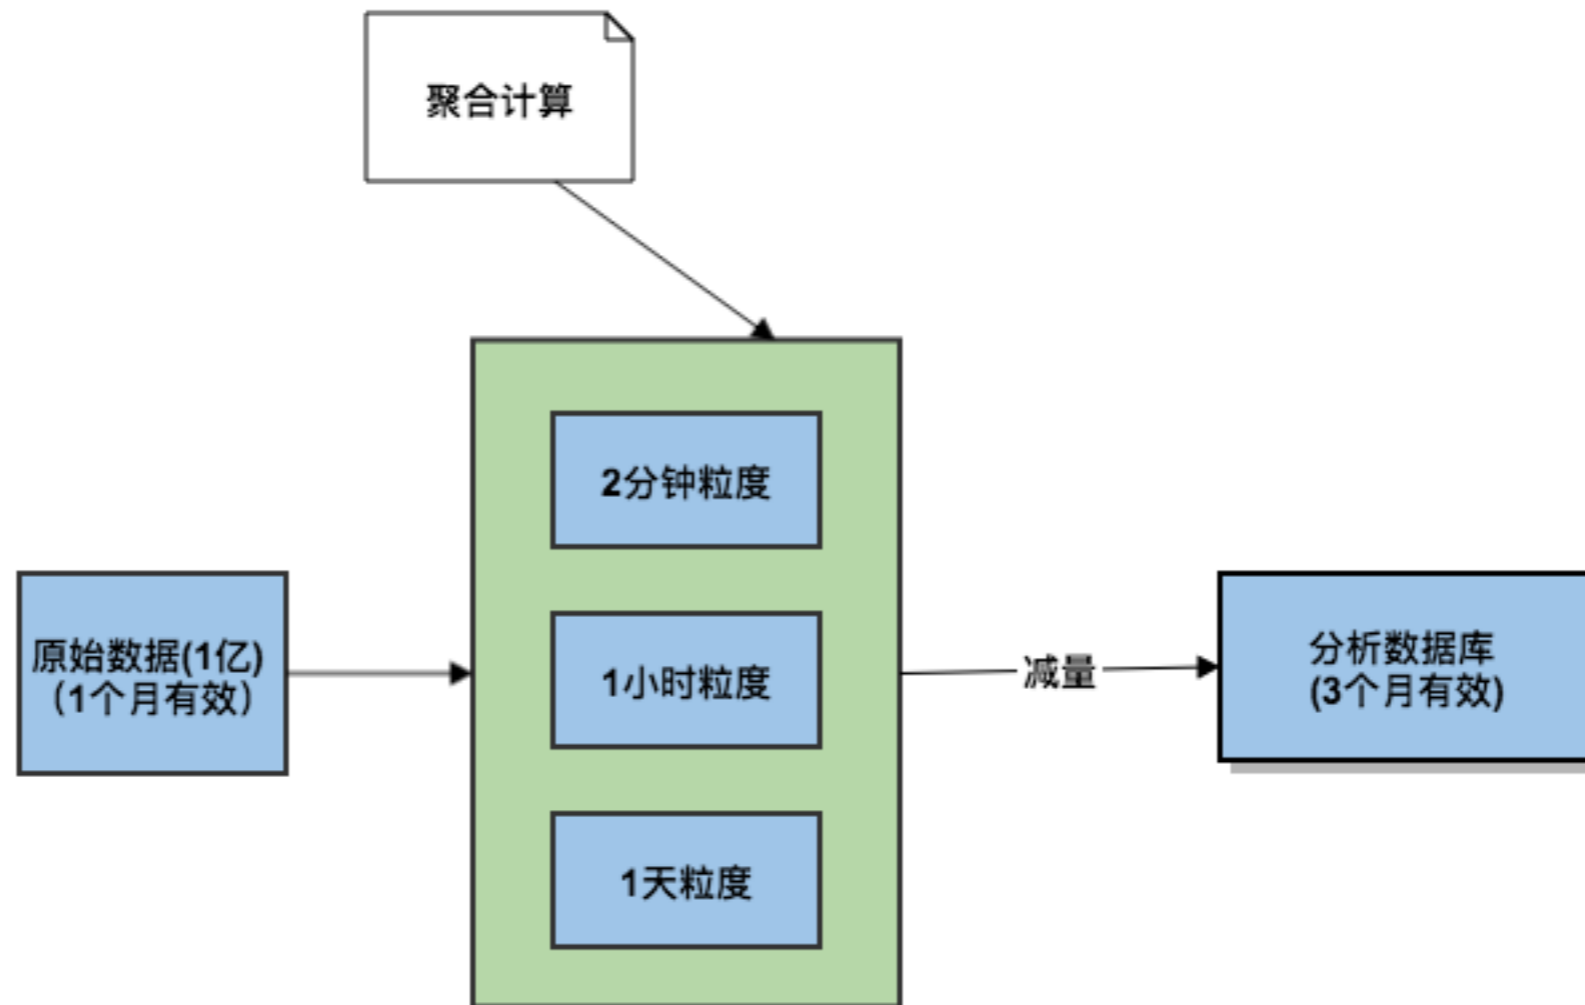 聚合计算
2分钟粒度
原始数据(1亿)
（1个月有效）
1小时粒度
减量
分析数据库
(3个月有效)
1天粒度